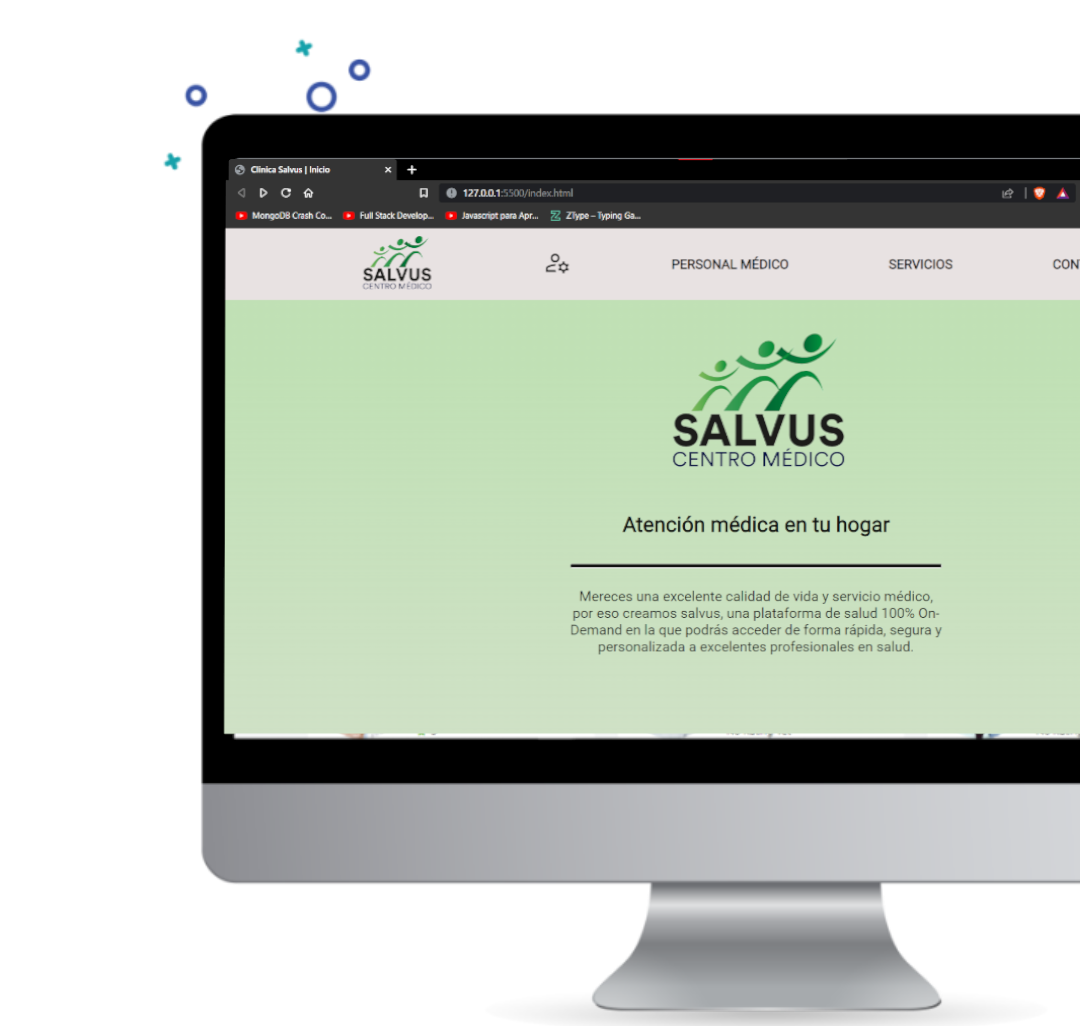 Clinica Salvus | Inicio
127.0.0.1:5500/index.html
MongoDB Crash Co... Full Stack Develop... Javascript para Apr... ZType – Typing Ga...
SALVUS
CENTRO MÉDICO
PERSONAL MÉDICO
SERVICIOS
CON
SALVUS
CENTRO MÉDICO
Atención médica en tu hogar
Mereces una excelente calidad de vida y servicio médico,
por eso creamos salvus, una plataforma de salud 100% On-
Demand en la que podrás acceder de forma rápida, segura y
personalizada a excelentes profesionales en salud.